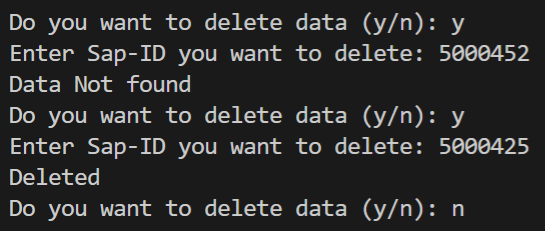 Do you want to delete data (y/n): y
Enter Sap-ID you want to delete: 5000452
Data Not found
Do you want to delete data (y/n): y
Enter Sap-ID you want to delete: 5000425
Deleted
Do you want to delete data (y/n): n